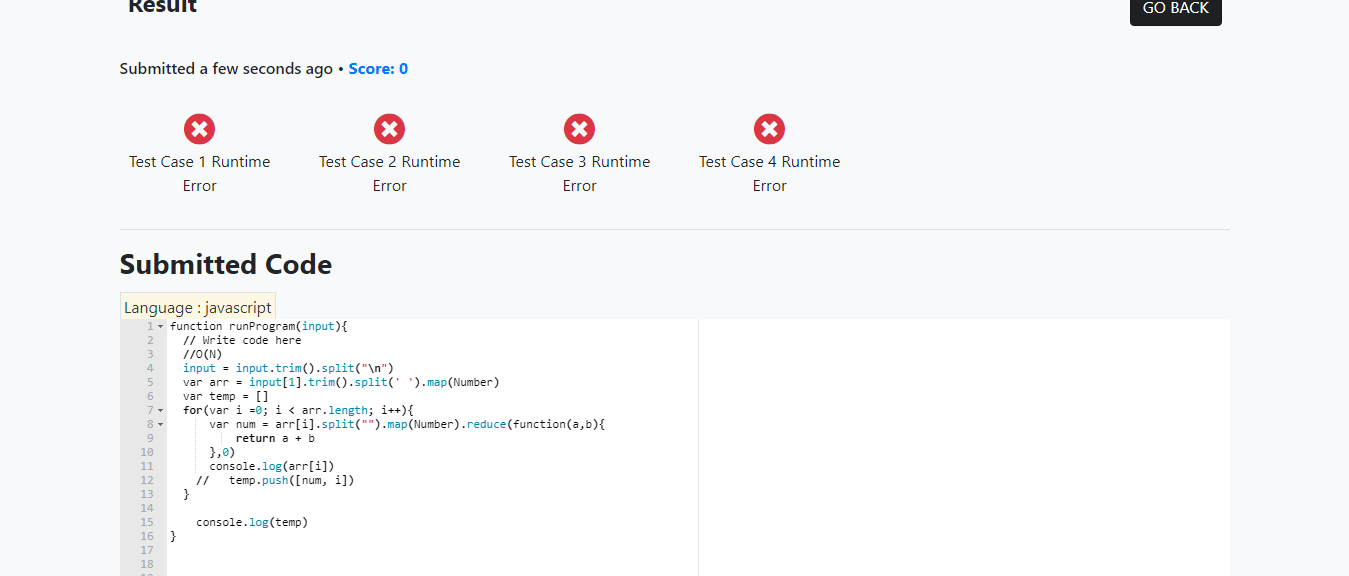 Result
GO BACK
Submitted a few seconds ago • Score: 0
Test Case 1 Runtime
Error
Test Case 2 Runtime
Error
Test Case 3 Runtime
Error
Test Case 4 Runtime
Error
Submitted Code
Language : javascript
1 function runProgram(input){
2 // Write code here
3 //O(N)
4 input = input.trim().split("\n")
5 var arr = input[1].trim().split(' ').map(Number)
6 var temp = []
7 for(var i =0; i < arr.length; i++){
8 var num = arr[i].split("").map(Number).reduce(function(a,b){
9 return a + b
10 },0)
11 console.log(arr[i])
12 // temp.push([num, i])
13 }
14
15 console.log(temp)
16 }
17
18